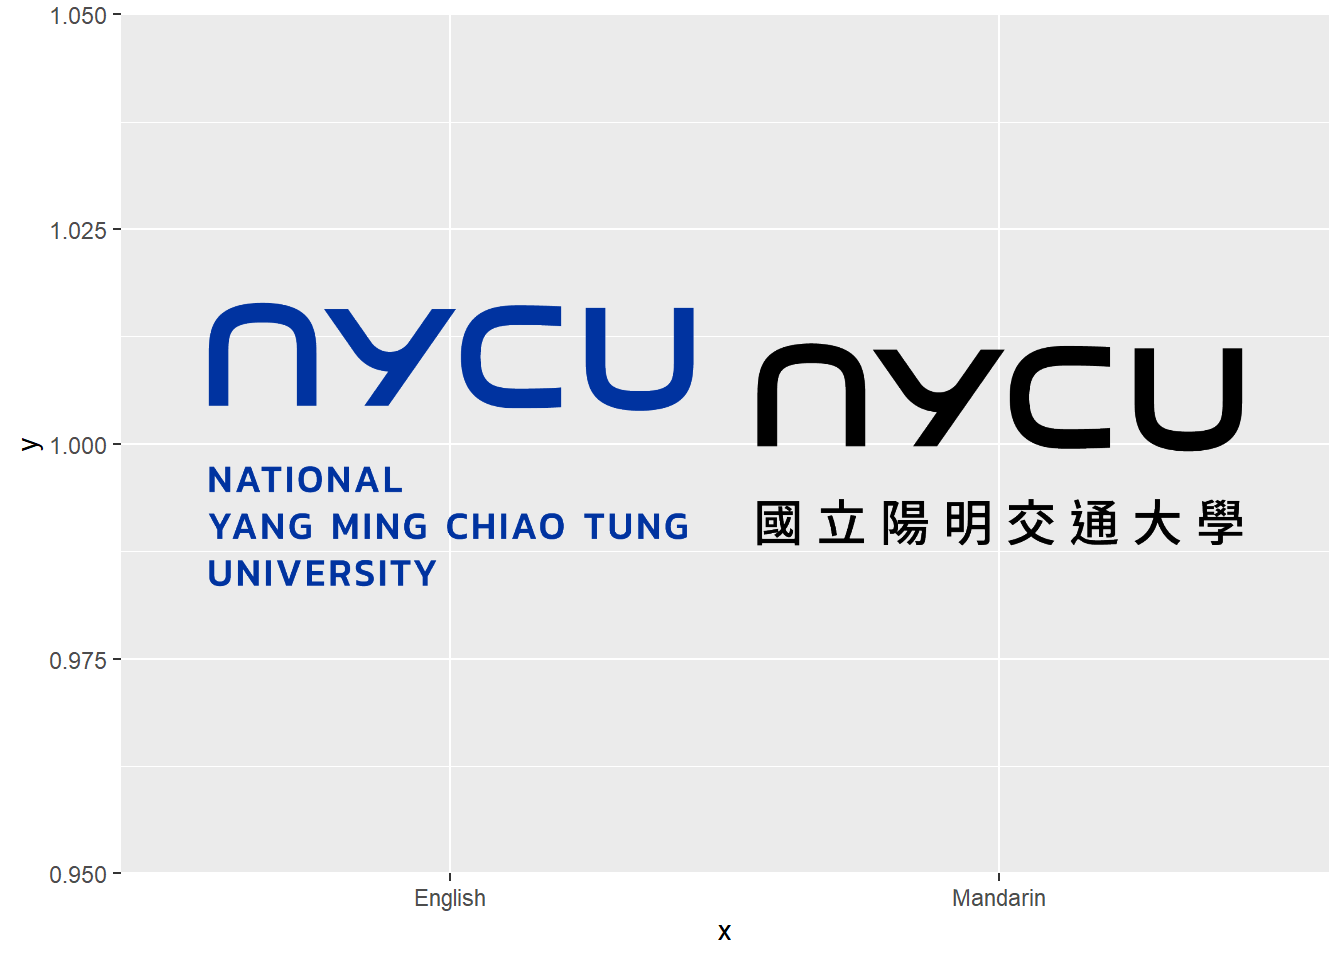 1.050
1.025
1.000
0.975
0.950
y
NYCU
NATIONAL
YANG MING CHIAO TUNG
UNIVERSITY
NYCU
國立陽明交通大學
English
Mandarin
x